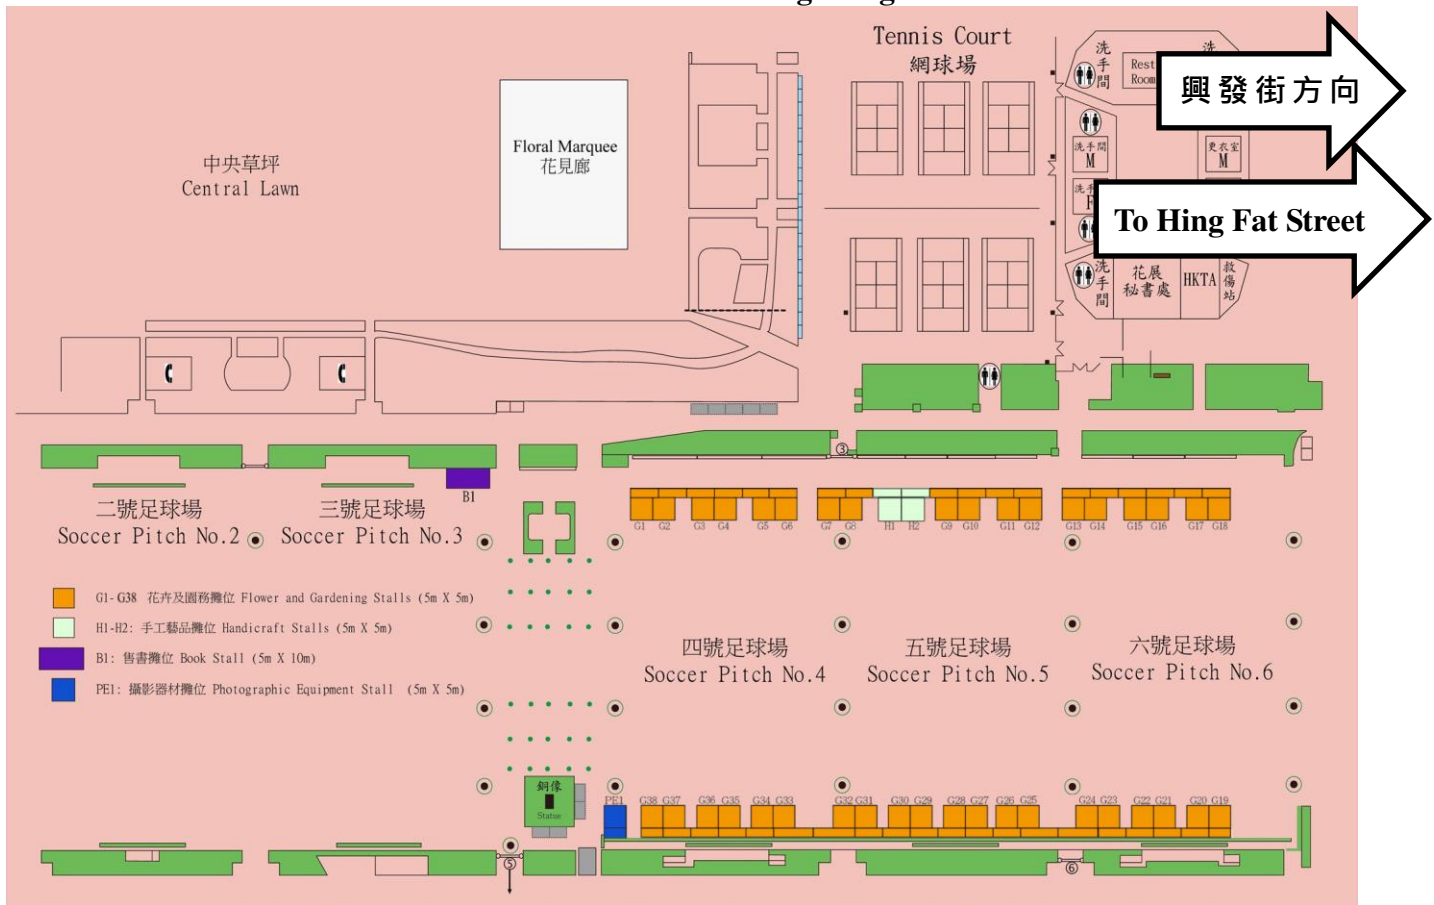 Tennis Court
網球場
洗手間
洗
Rest
Room
興發街方向
Floral Marquee
花見廊
中央草坪
Central Lawn
洗手間
M
更衣室
M
洗手
F
To Hing Fat Street
洗手間
花展
秘書處
HKTA
救傷站
③
B1
二號足球場
Soccer Pitch No.2
三號足球場
Soccer Pitch No.3
G1 G2 G3 G4 G5 G6 G7 G8 H1 H2 G9 G10 G11 G12 G13 G14 G15 G16 G17 G18
G1-G38 花卉及園務攤位 Flower and Gardening Stalls (5m X 5m)
H1-H2: 手工藝品攤位 Handicraft Stalls (5m X 5m)
B1: 售書攤位 Book Stall (5m X 10m)
PE1: 攝影器材攤位 Photographic Equipment Stall (5m X 5m)
四號足球場
Soccer Pitch No.4
五號足球場
Soccer Pitch No.5
六號足球場
Soccer Pitch No.6
銅像
Statue
PE1 G38 G37 G36 G35 G34 G33 G32 G31 G30 G29 G28 G27 G26 G25 G24 G23 G22 G21 G20 G19
⑤
⑥